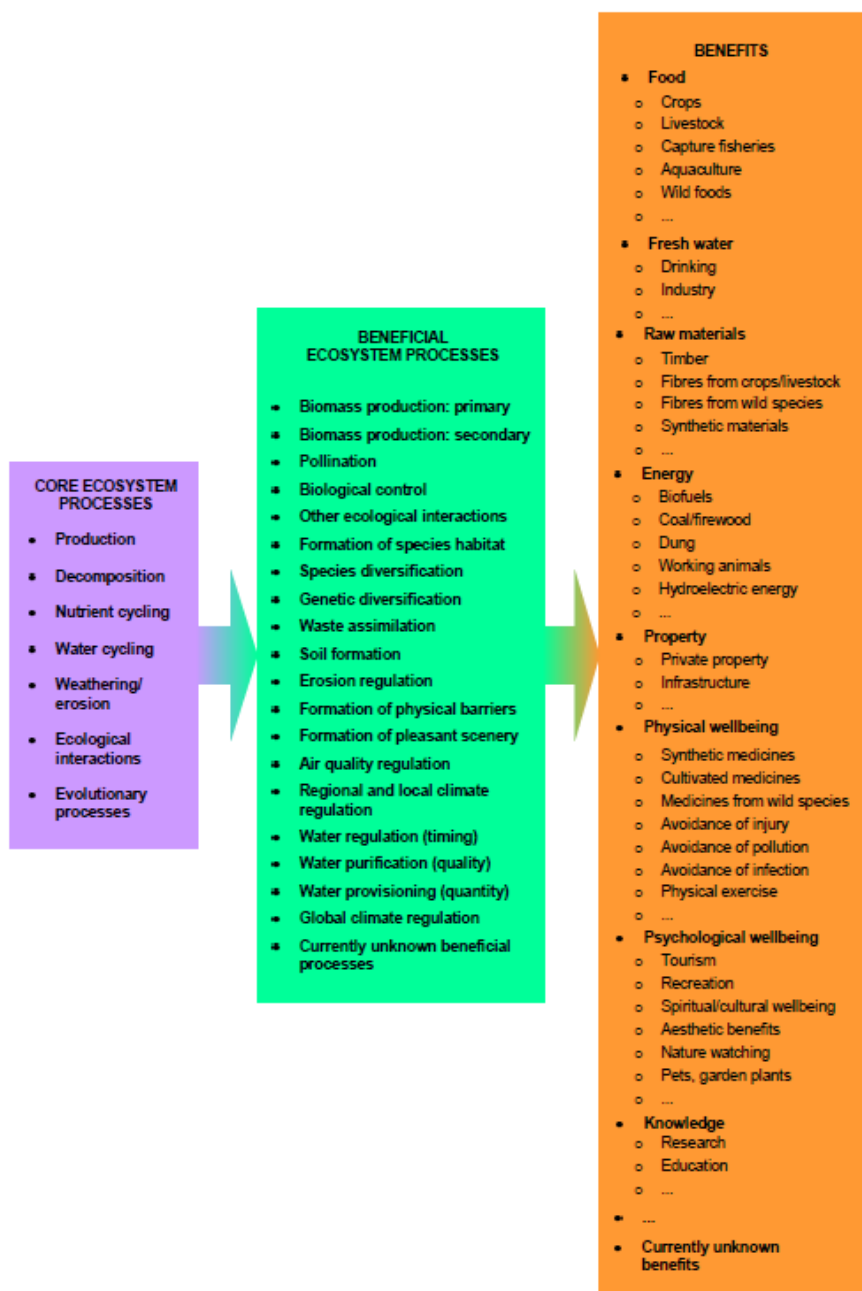 CORE ECOSYSTEM
PROCESSES
• Production
• Decomposition
• Nutrient cycling
• Water cycling
• Weathering/
erosion
• Ecological
interactions
• Evolutionary
processes
BENEFICIAL
ECOSYSTEM PROCESSES
• Biomass production: primary
• Biomass production: secondary
• Pollination
• Biological control
• Other ecological interactions
• Formation of species habitat
• Species diversification
• Genetic diversification
• Waste assimilation
• Soil formation
• Erosion regulation
• Formation of physical barriers
• Formation of pleasant scenery
• Air quality regulation
• Regional and local climate
regulation
• Water regulation (timing)
• Water purification (quality)
• Water provisioning (quantity)
• Global climate regulation
• Currently unknown beneficial
processes
BENEFITS
• Food
o Crops
o Livestock
o Capture fisheries
o Aquaculture
o Wild foods
o ...
• Fresh water
o Drinking
o Industry
o ...
• Raw materials
o Timber
o Fibres from crops/livestock
o Fibres from wild species
o Synthetic materials
o ...
• Energy
o Biofuels
o Coal/firewood
o Dung
o Working animals
o Hydroelectric energy
o ...
• Property
o Private property
o Infrastructure
o ...
• Physical wellbeing
o Synthetic medicines
o Cultivated medicines
o Medicines from wild species
o Avoidance of injury
o Avoidance of pollution
o Avoidance of infection
o Physical exercise
o ...
• Psychological wellbeing
o Tourism
o Recreation
o Spiritual/cultural wellbeing
o Aesthetic benefits
o Nature watching
o Pets, garden plants
o ...
• Knowledge
o Research
o Education
o ...
• ...
• Currently unknown
benefits